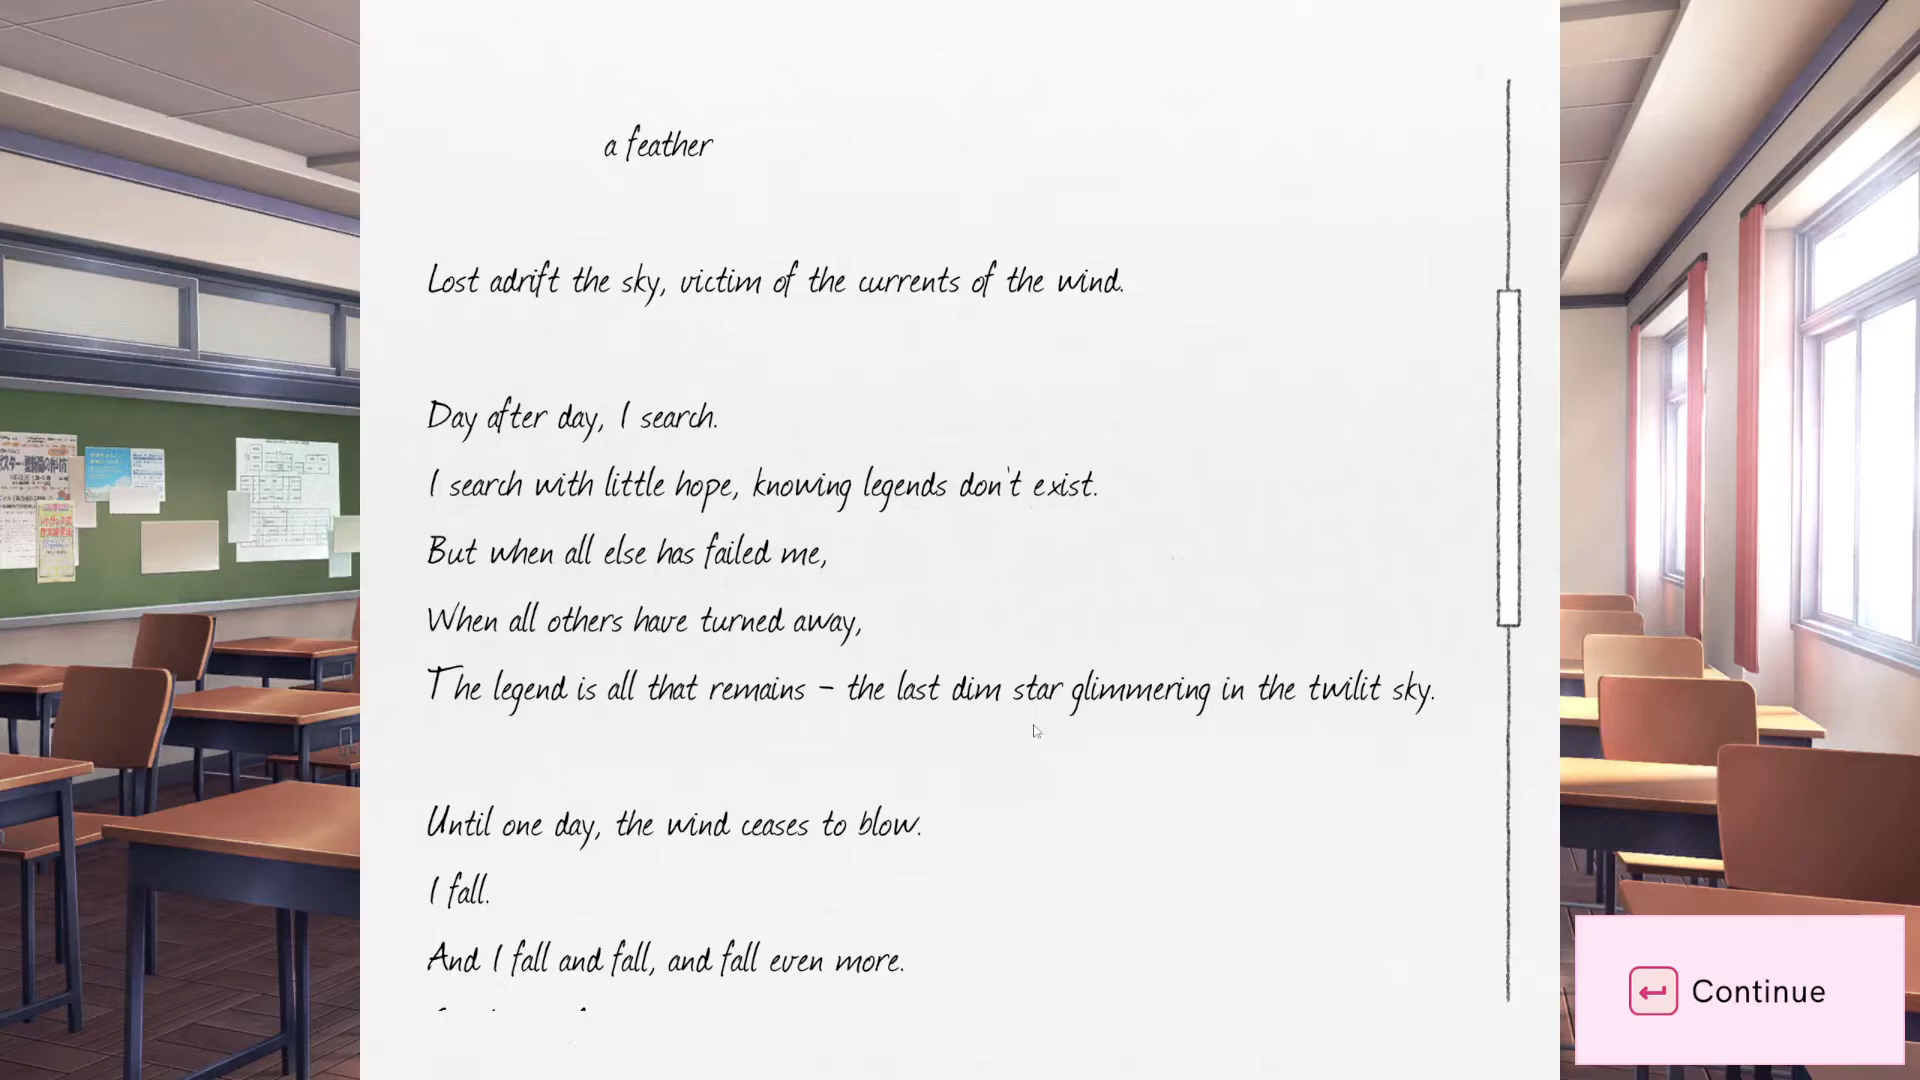 a feather
Lost adrift the sky, victim of the currents of the wind.
Day after day, I search.
I search with little hope, knowing legends don't exist.
But when all else has failed me,
When all others have turned away,
The legend is all that remains – the last dim star glimmering in the twilit sky.
Until one day, the wind ceases to blow.
I fall.
And I fall and fall, and fall even more.
Continue